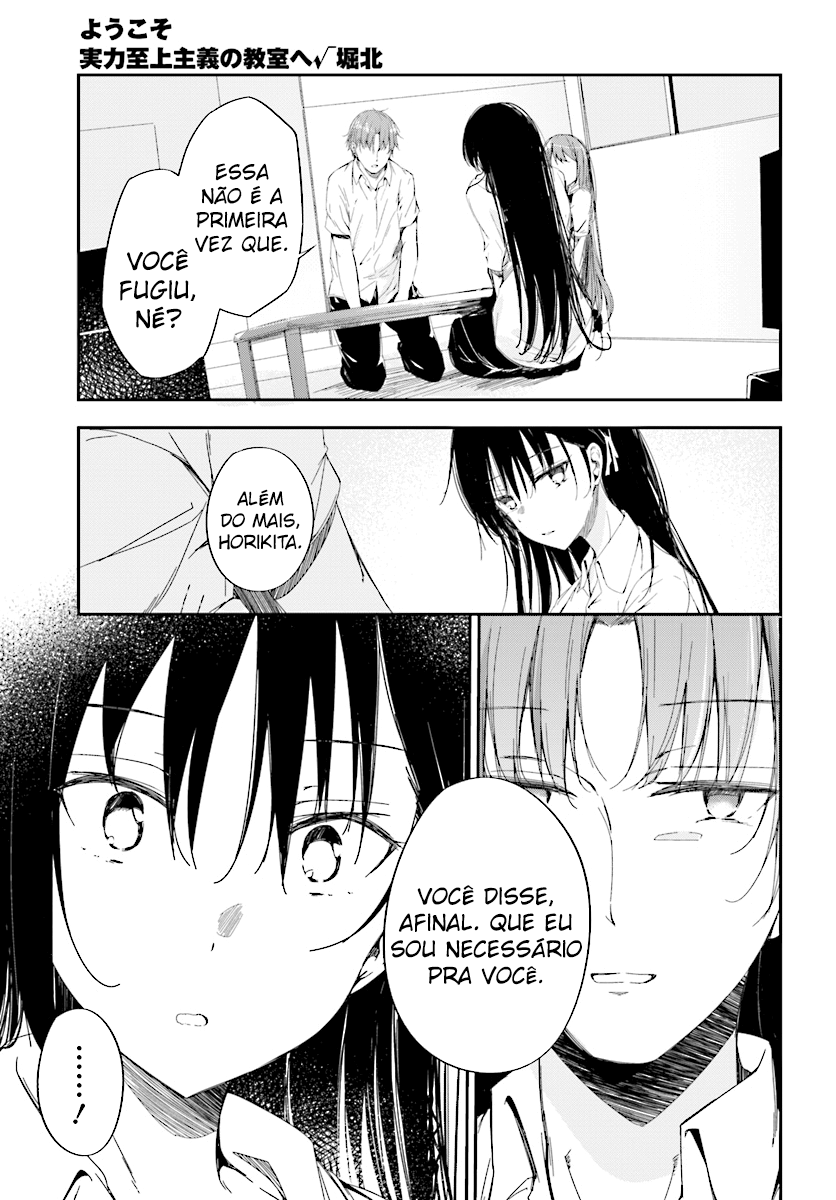 ようこそ
実力至上主義の教室へ√堀北
ESSA
NÃO É A
PRIMEIRA
VEZ QUE.
VOCÊ
FUGIU,
NÉ?
ALÉM
DO MAIS,
HORIKITA.
VOCÊ DISSE,
AFINAL. QUE EU
SOU NECESSÁRIO
PRA VOCÊ.
......!